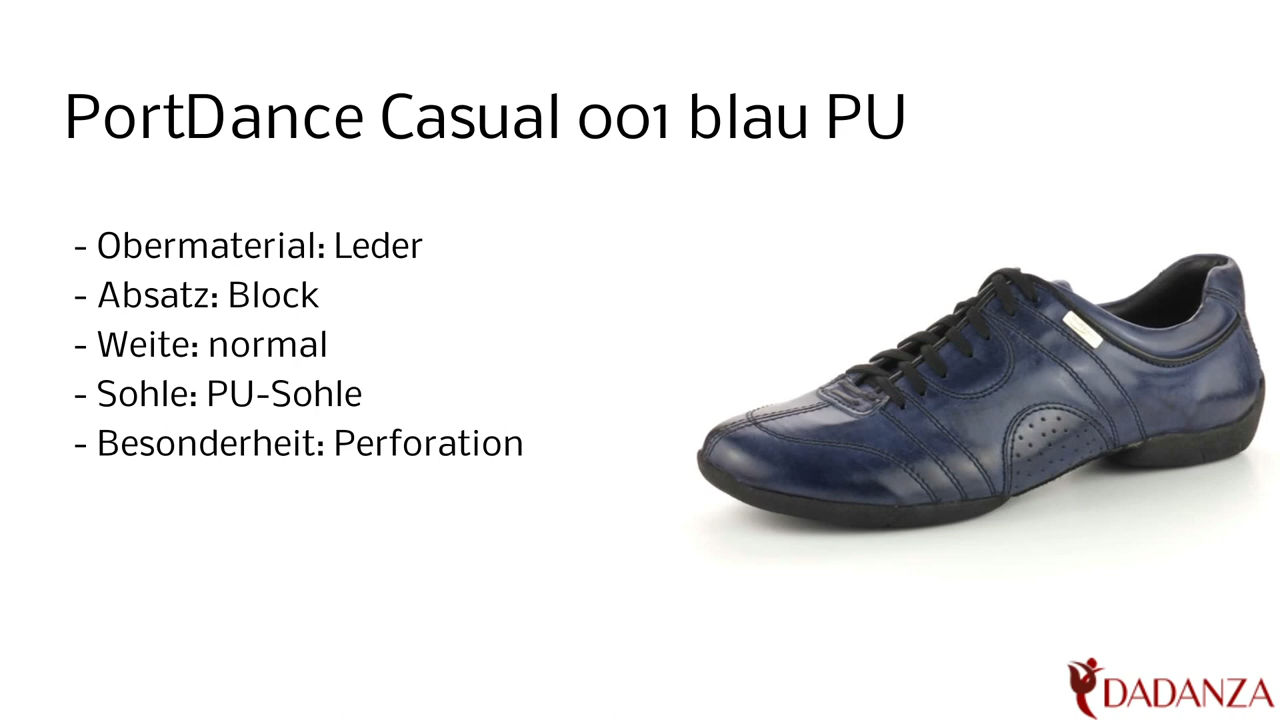 PortDance Casual 001 blau PU
- Obermaterial: Leder
- Absatz: Block
- Weite: normal
- Sohle: PU-Sohle
- Besonderheit: Perforation
DADANZA